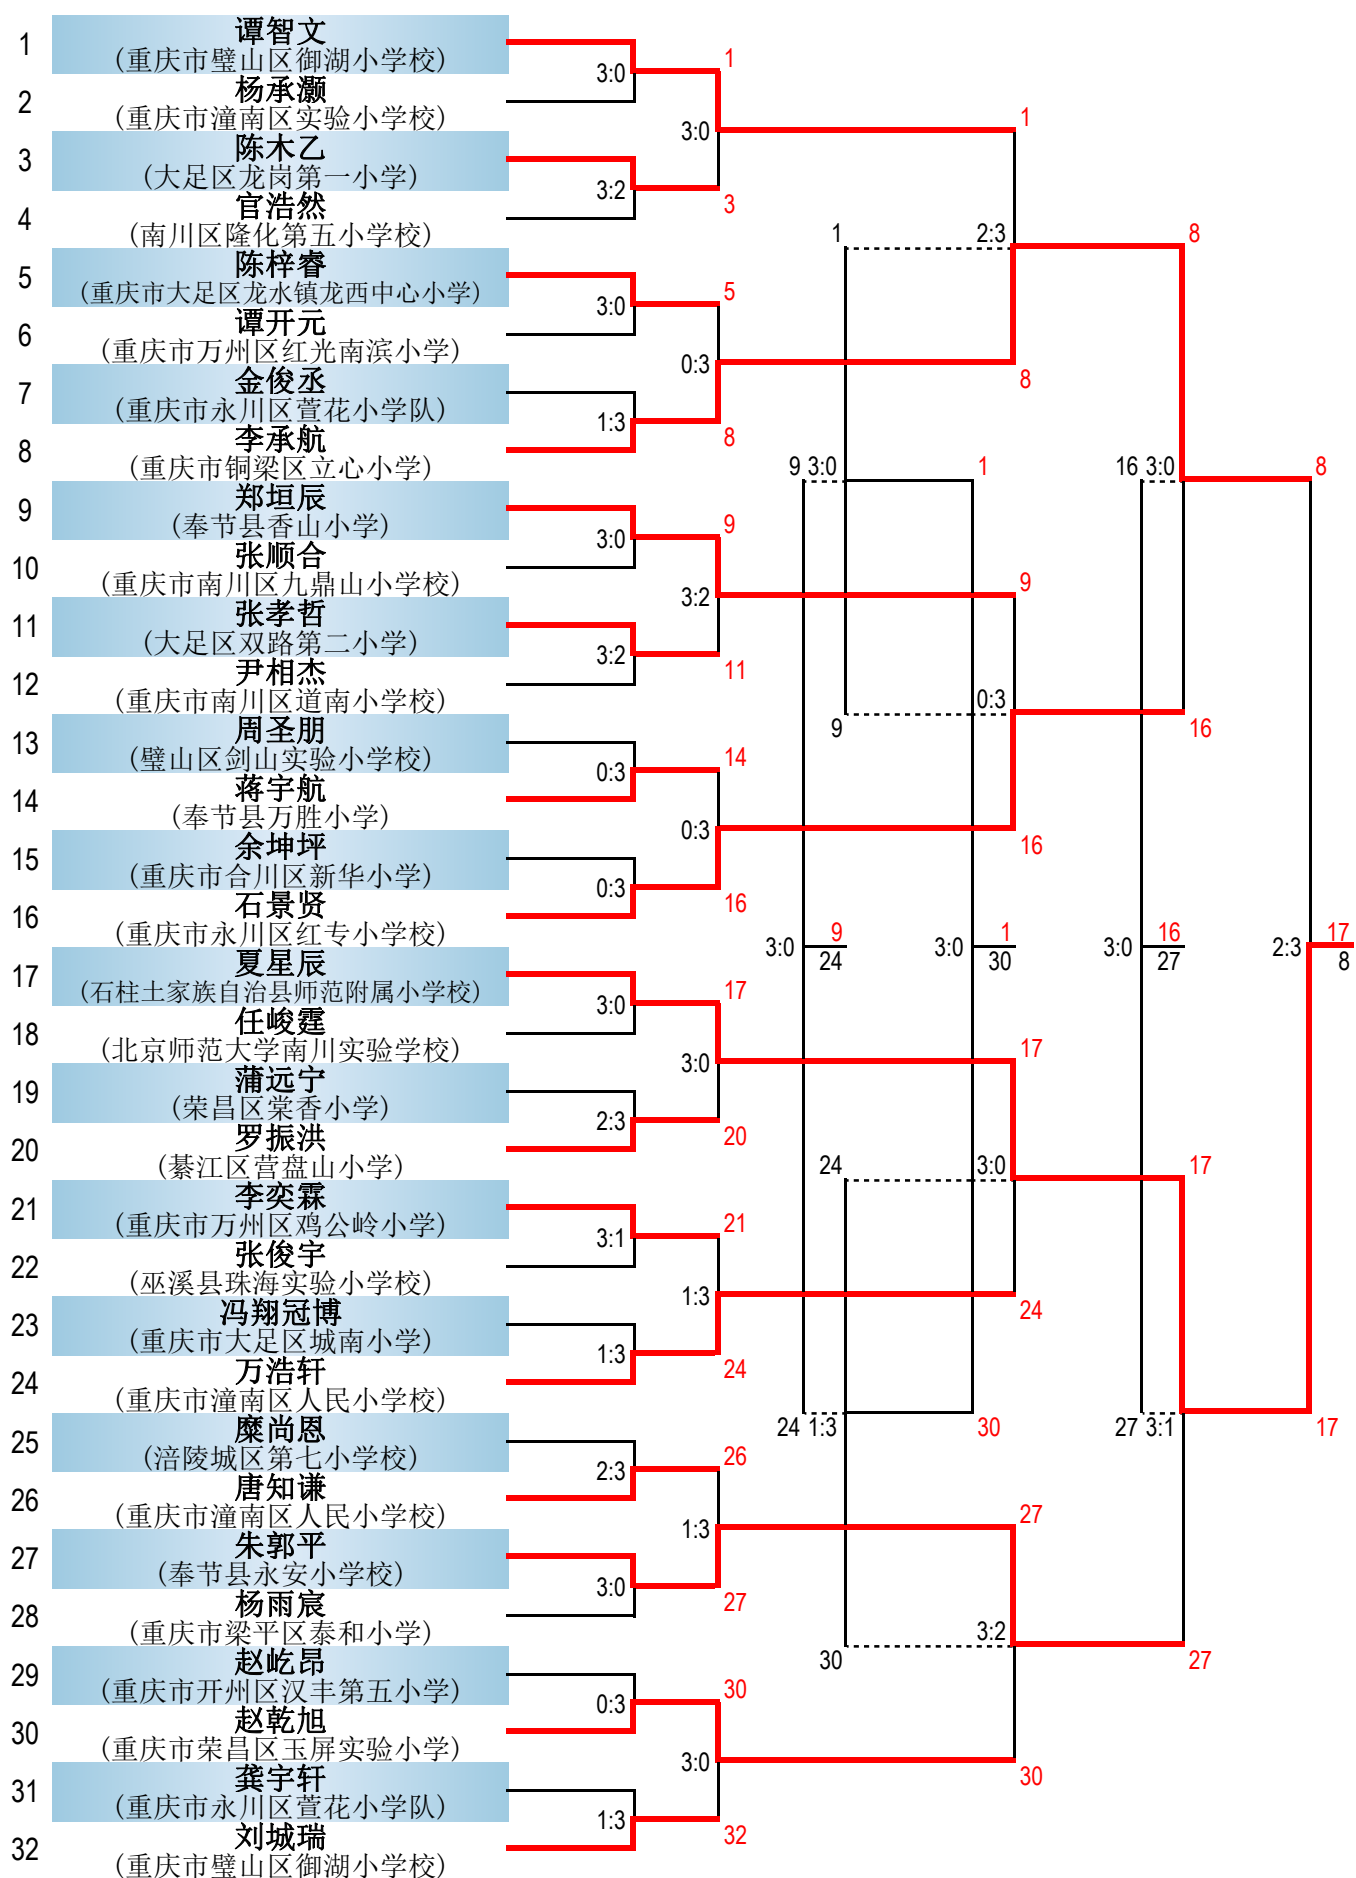 1
谭智文
(重庆市璧山区御湖小学校)
2
杨承灏
(重庆市潼南区实验小学校)
3
陈木乙
(大足区龙岗第一小学)
4
官浩然
(南川区隆化第五小学校)
5
陈梓睿
(重庆市大足区龙水镇龙西中心小学)
6
谭开元
(重庆市万州区红光南滨小学)
7
金俊丞
(重庆市永川区萱花小学队)
8
李承航
(重庆市铜梁区立心小学)
9
郑垣辰
(奉节县香山小学)
10
张顺合
(重庆市南川区九鼎山小学校)
11
张孝哲
(大足区双路第二小学)
12
尹相杰
(重庆市南川区道南小学校)
13
周圣朋
(璧山区剑山实验小学校)
14
蒋宇航
(奉节县万胜小学)
15
余坤坪
(重庆市合川区新华小学)
16
石景贤
(重庆市永川区红专小学校)
17
夏星辰
(石柱土家族自治县师范附属小学校)
18
任峻霆
(北京师范大学南川实验学校)
19
蒲远宁
(荣昌区棠香小学)
20
罗振洪
(綦江区营盘山小学)
21
李奕霖
(重庆市万州区鸡公岭小学)
22
张俊宇
(巫溪县珠海实验小学校)
23
冯翔冠博
(重庆市大足区城南小学)
24
万浩轩
(重庆市潼南区人民小学校)
25
糜尚恩
(涪陵城区第七小学校)
26
唐知谦
(重庆市潼南区人民小学校)
27
朱郭平
(奉节县永安小学校)
28
杨雨宸
(重庆市梁平区泰和小学)
29
赵屹昂
(重庆市开州区汉丰第五小学)
30
赵乾旭
(重庆市荣昌区玉屏实验小学)
31
龚宇轩
(重庆市永川区萱花小学队)
32
刘城瑞
(重庆市璧山区御湖小学校)
3:0
3:2
3:0
1:3
3:0
3:2
0:3
0:3
3:0
2:3
3:1
1:3
2:3
3:0
0:3
1:3
1
3:0
3
5
0:3
8
9
3:2
11
14
0:3
16
17
3:0
20
21
1:3
24
26
1:3
27
30
3:0
32
1
1 2:3
8
9
9 0:3
16
17
24 3:0
24
27
30 3:2
30
9 3:0
1
3:0 9
24
3:0 1
30
24 1:3
30
8
16 3:0
16
3:0 16
27
17
27 3:1
27
8
2:3 17
8
17